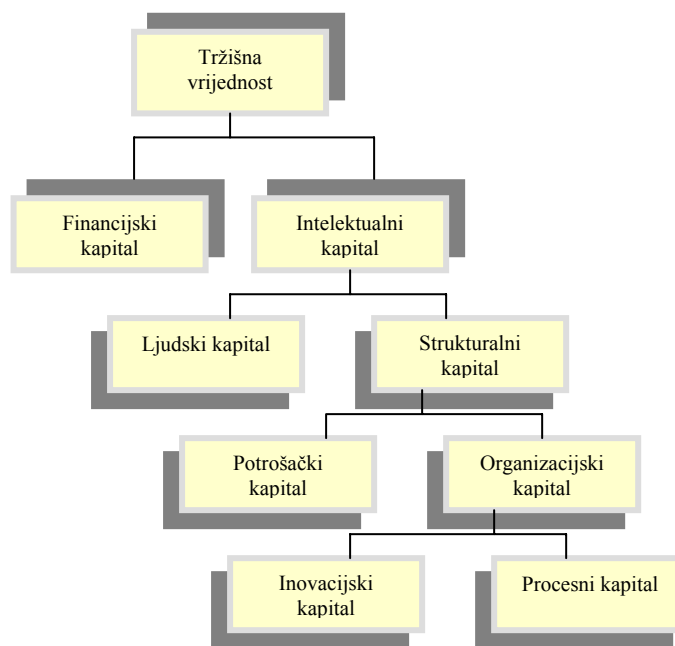 Tržišna
vrijednost
Financijski
kapital
Intelektualni
kapital
Ljudski kapital
Strukturalni
kapital
Potrošački
kapital
Organizacijski
kapital
Inovacijski
kapital
Procesni kapital